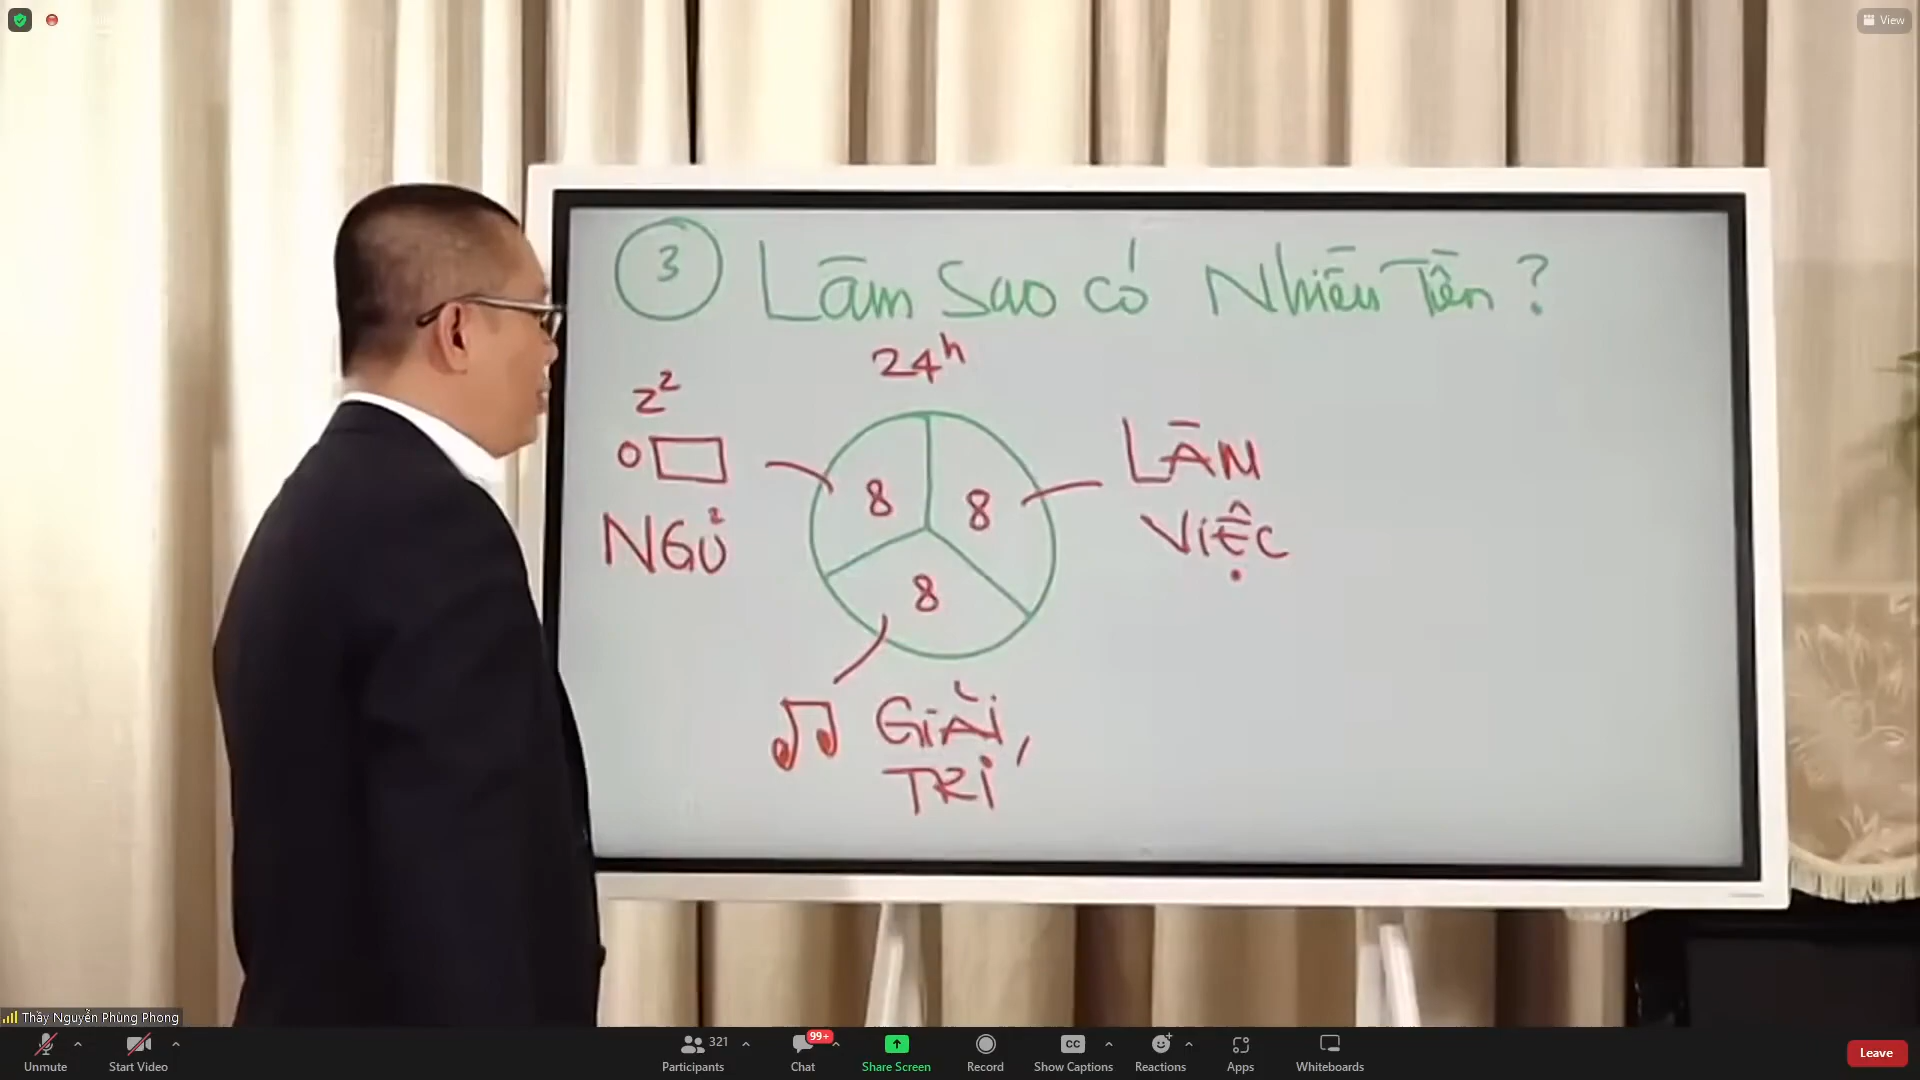 View
3 Làm Sao có Nhiều Tiền ?
24h
z2
NGỦ
8
8
8
LÀM
VIỆC
GIẢI
TRÍ
Thầy Nguyễn Phùng Phong
Unmute
Start Video
321
Participants
99+
Chat
Share Screen
Record
CC
Show Captions
Reactions
Apps
Whiteboards
Leave